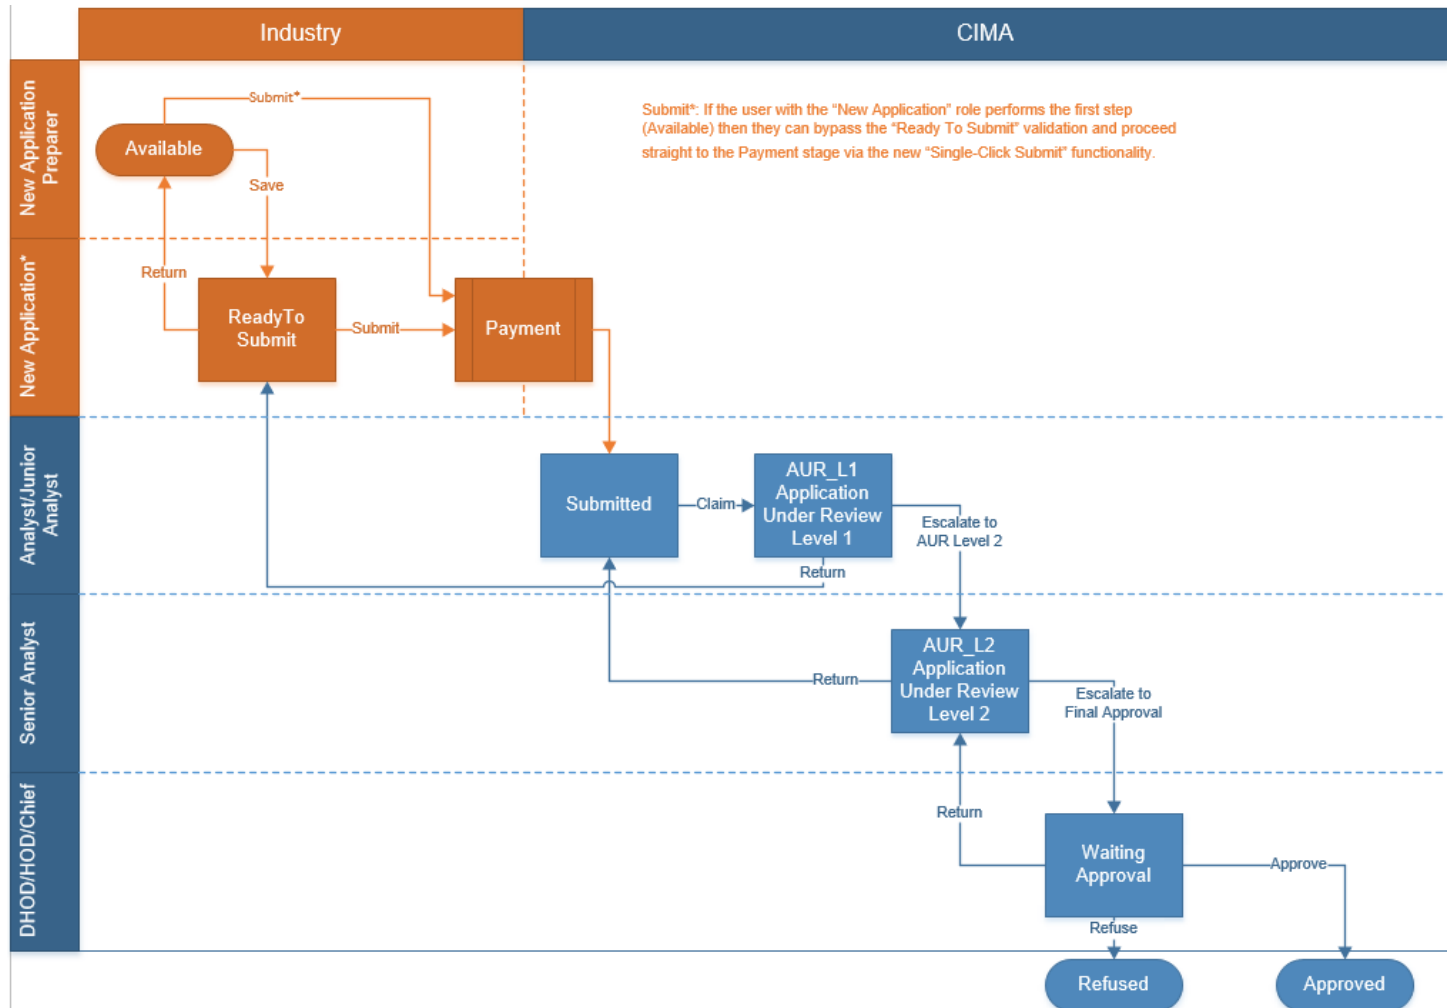 Industry
CIMA
New Application
Preparer
Submit*
Submit*: If the user with the “New Application” role performs the first step
(Available) then they can bypass the “Ready To Submit” validation and proceed
straight to the Payment stage via the new “Single-Click Submit” functionality.
Available
Save
New Application*
Return
ReadyTo
Submit
Submit
Payment
Analyst/Junior
Analyst
Submitted
Claim
AUR_L1
Application
Under Review
Level 1
Escalate to
AUR Level 2
Return
Senior Analyst
Return
AUR_L2
Application
Under Review
Level 2
Escalate to
Final Approval
DHOD/HOD/Chief
Return
Waiting
Approval
Approve
Refuse
Refused
Approved